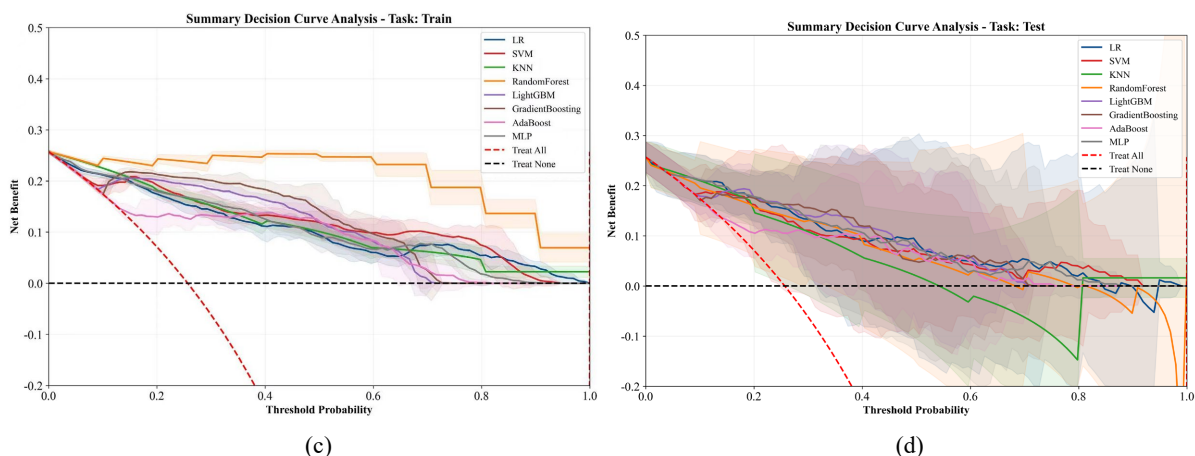 Summary Decision Curve Analysis - Task: Train
0.5
0.4
0.3
0.2
0.1
0.0
-0.1
-0.2
Net Benefit
0.0 0.2 0.4 0.6 0.8 1.0
Threshold Probability
LR
SVM
KNN
RandomForest
LightGBM
GradientBoosting
AdaBoost
MLP
Treat All
Treat None
(c)
Summary Decision Curve Analysis - Task: Test
0.5
0.4
0.3
0.2
0.1
0.0
-0.1
-0.2
Net Benefit
0.0 0.2 0.4 0.6 0.8 1.0
Threshold Probability
LR
SVM
KNN
RandomForest
LightGBM
GradientBoosting
AdaBoost
MLP
Treat All
Treat None
(d)